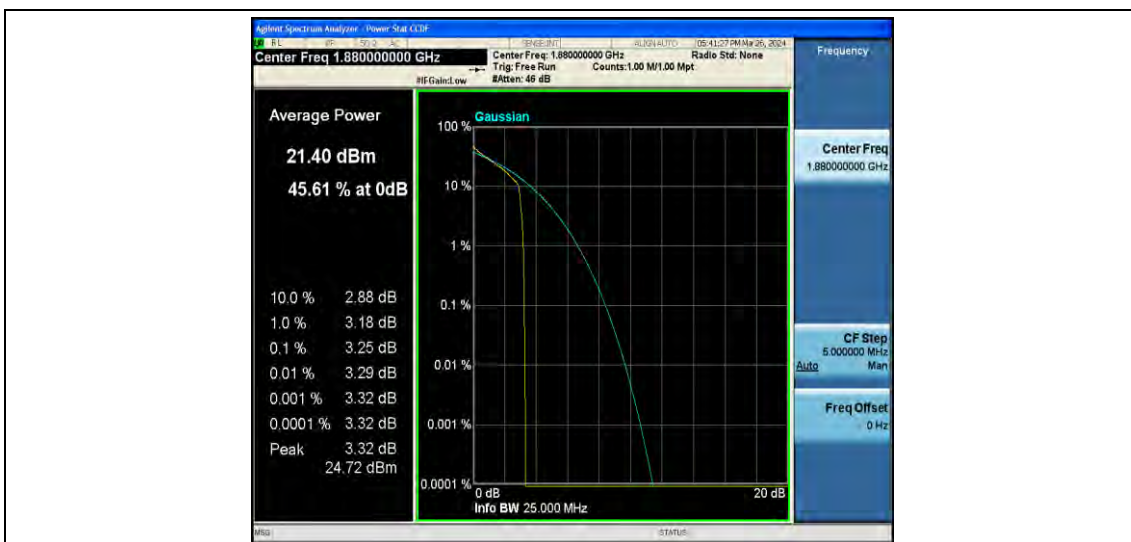 Agilent Spectrum Analyzer - Power Stat CCDF
RL RF 50 Ω AC SENSE:INT ALIGN AUTO 05:41:27 PM Mar 26, 2024
Center Freq 1.880000000 GHz
Center Freq: 1.880000000 GHz Radio Std: None
Trig: Free Run Counts:1.00 M/1.00 Mpt
#IFGain:Low #Atten: 46 dB
Frequency
Average Power
21.40 dBm
45.61 % at 0dB
10.0 % 2.88 dB
1.0 % 3.18 dB
0.1 % 3.25 dB
0.01 % 3.29 dB
0.001 % 3.32 dB
0.0001 % 3.32 dB
Peak 3.32 dB
24.72 dBm
Gaussian
100 %
10 %
1 %
0.1 %
0.01 %
0.001 %
0.0001 %
0 dB 20 dB
Info BW 25.000 MHz
Center Freq
1.880000000 GHz
CF Step
5.000000 MHz
Auto Man
Freq Offset
0 Hz
MSG STATUS